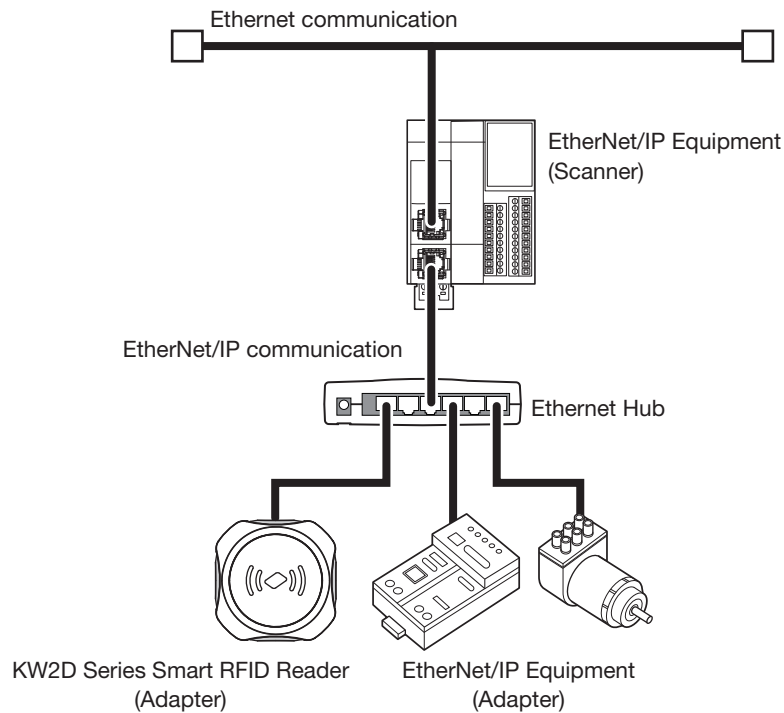 Ethernet communication
EtherNet/IP Equipment
(Scanner)
EtherNet/IP communication
Ethernet Hub
KW2D Series Smart RFID Reader
(Adapter)
EtherNet/IP Equipment
(Adapter)